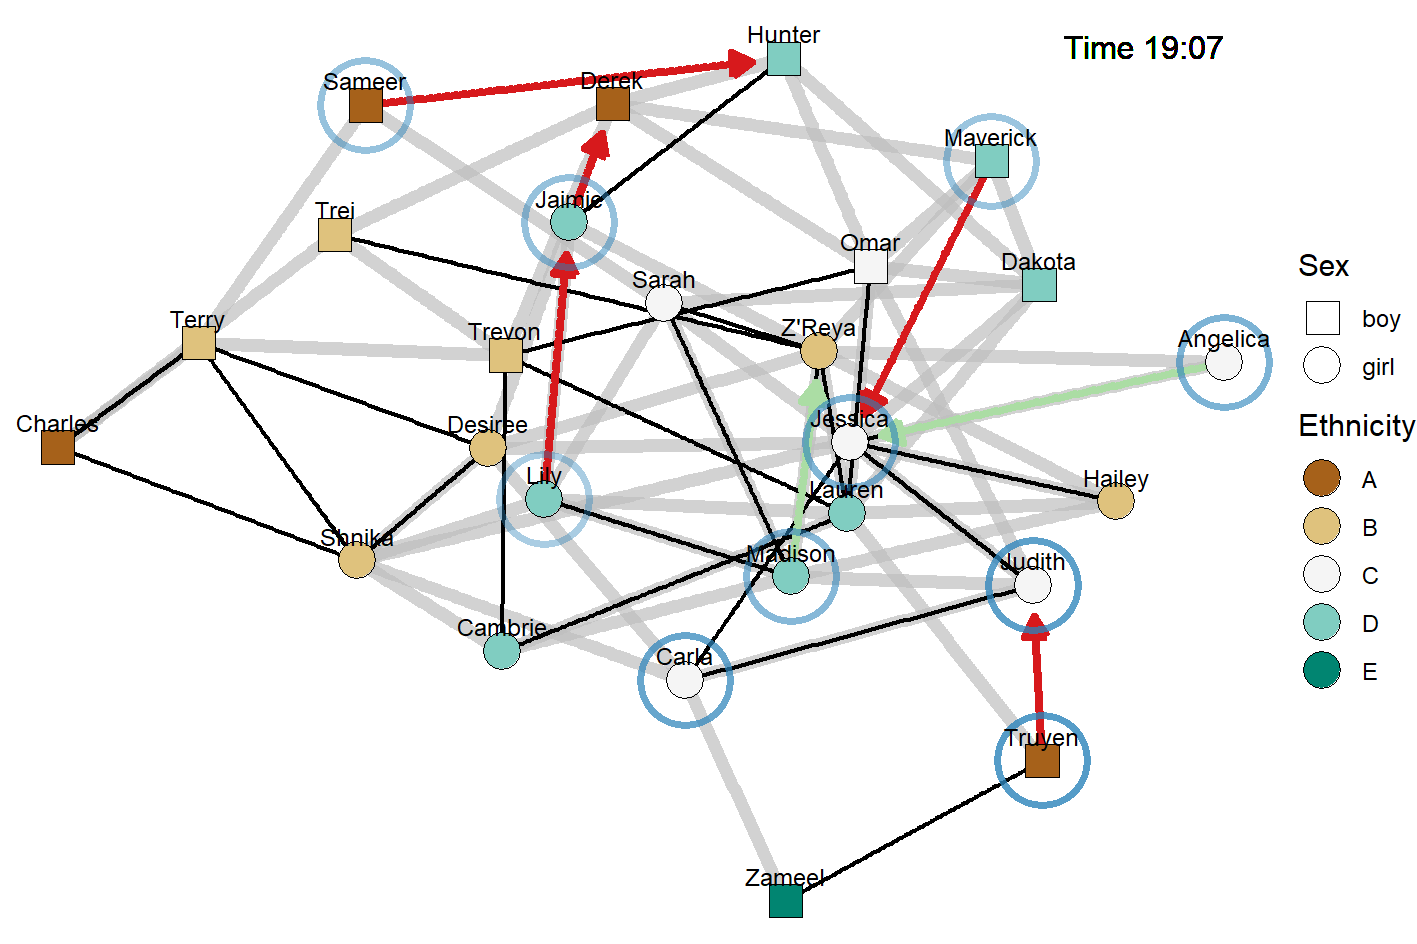 Hunter
Time 19:07
Sameer
Derek
Maverick
Jaimie
Trei
Omar
Dakota
Sarah
Terry
Trevon
Z'Reya
Angelica
Charles
Desiree
Jessica
Lily
Lauren
Hailey
Shnika
Madison
Judith
Cambrie
Carla
Truyen
Zameel
Sex
boy
girl
Ethnicity
A
B
C
D
E